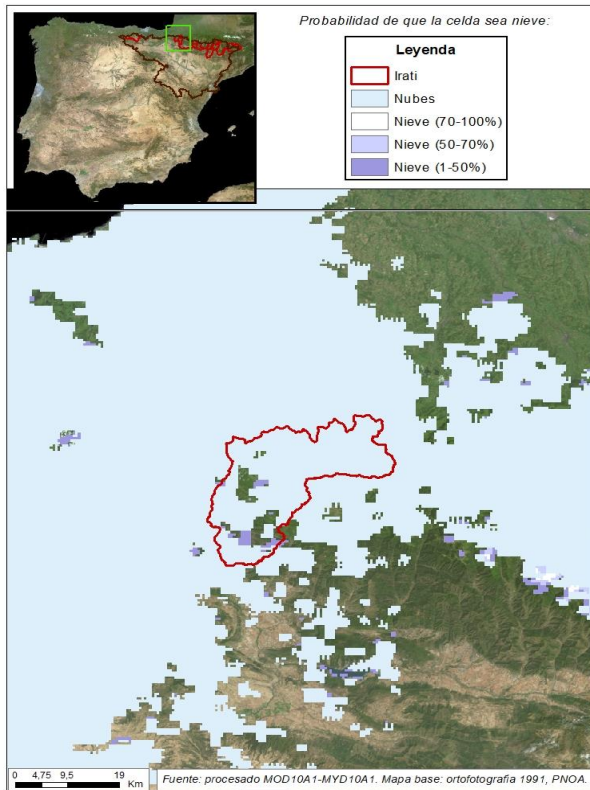 Probabilidad de que la celda sea nieve:
Leyenda
Irati
Nubes
Nieve (70-100%)
Nieve (50-70%)
Nieve (1-50%)
0 4,75 9,5 19
Km
Fuente: procesado MOD10A1-MYD10A1. Mapa base: ortofotografía 1991, PNOA.